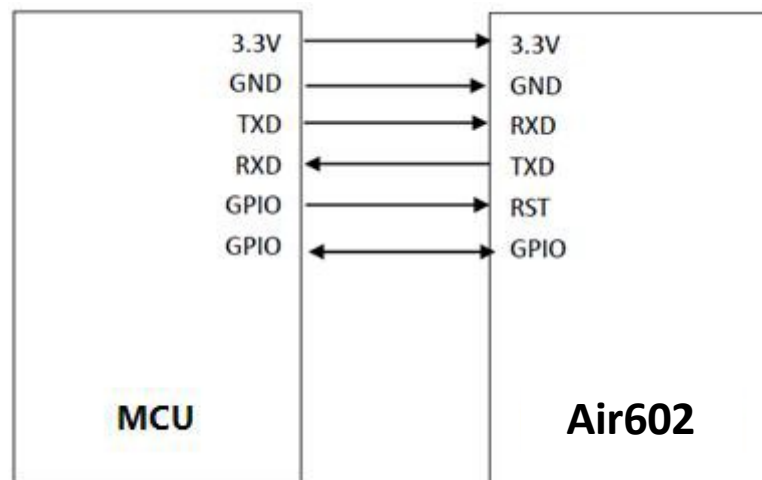 3.3V 3.3V
GND GND
TXD RXD
RXD TXD
GPIO RST
GPIO GPIO
MCU Air602